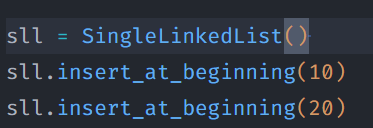 sll = SingleLinkedList()
sll.insert_at_beginning(10)
sll.insert_at_beginning(20)